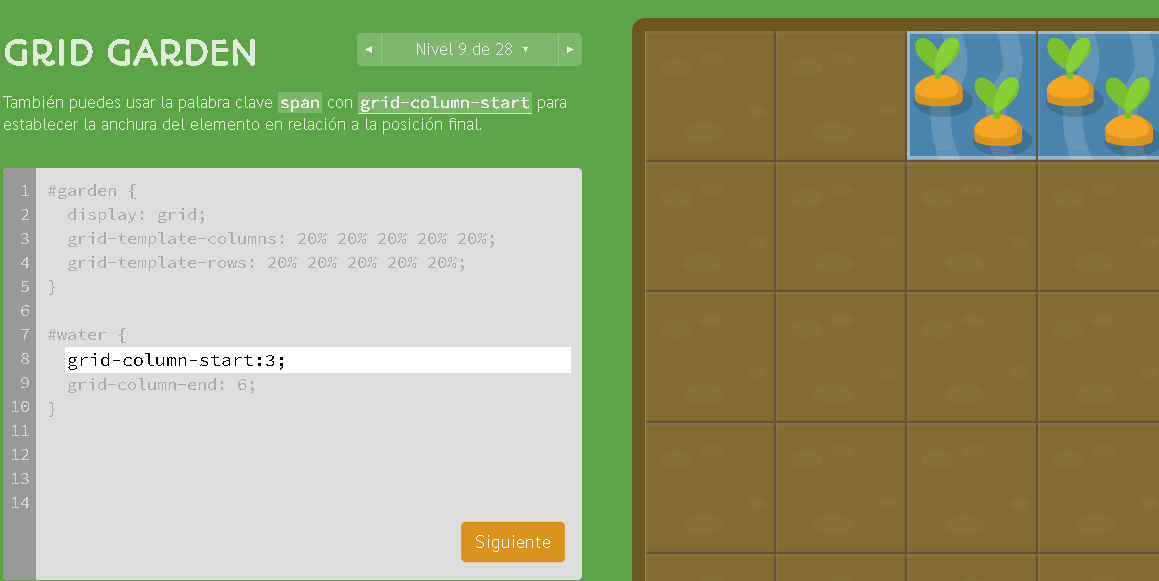 GRID GARDEN
◄ Nivel 9 de 28 ▼ ►
También puedes usar la palabra clave span con grid-column-start para
establecer la anchura del elemento en relación a la posición final.
1 #garden {
2 display: grid;
3 grid-template-columns: 20% 20% 20% 20% 20%;
4 grid-template-rows: 20% 20% 20% 20% 20%;
5 }
6
7 #water {
8 grid-column-start:3;
9 grid-column-end: 6;
10 }
11
12
13
14
Siguiente